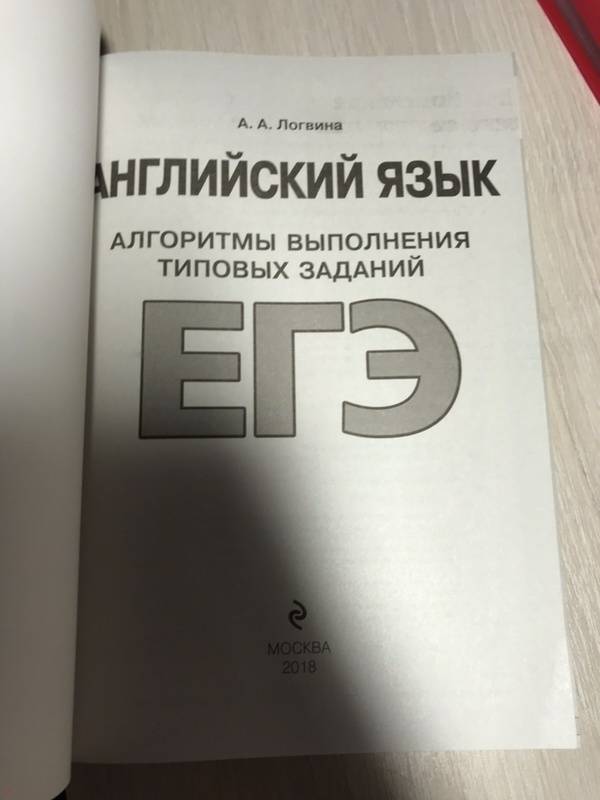 А. А. Логвина
АНГЛИЙСКИЙ ЯЗЫК
АЛГОРИТМЫ ВЫПОЛНЕНИЯ
ТИПОВЫХ ЗАДАНИЙ
ЕГЭ
МОСКВА
2018